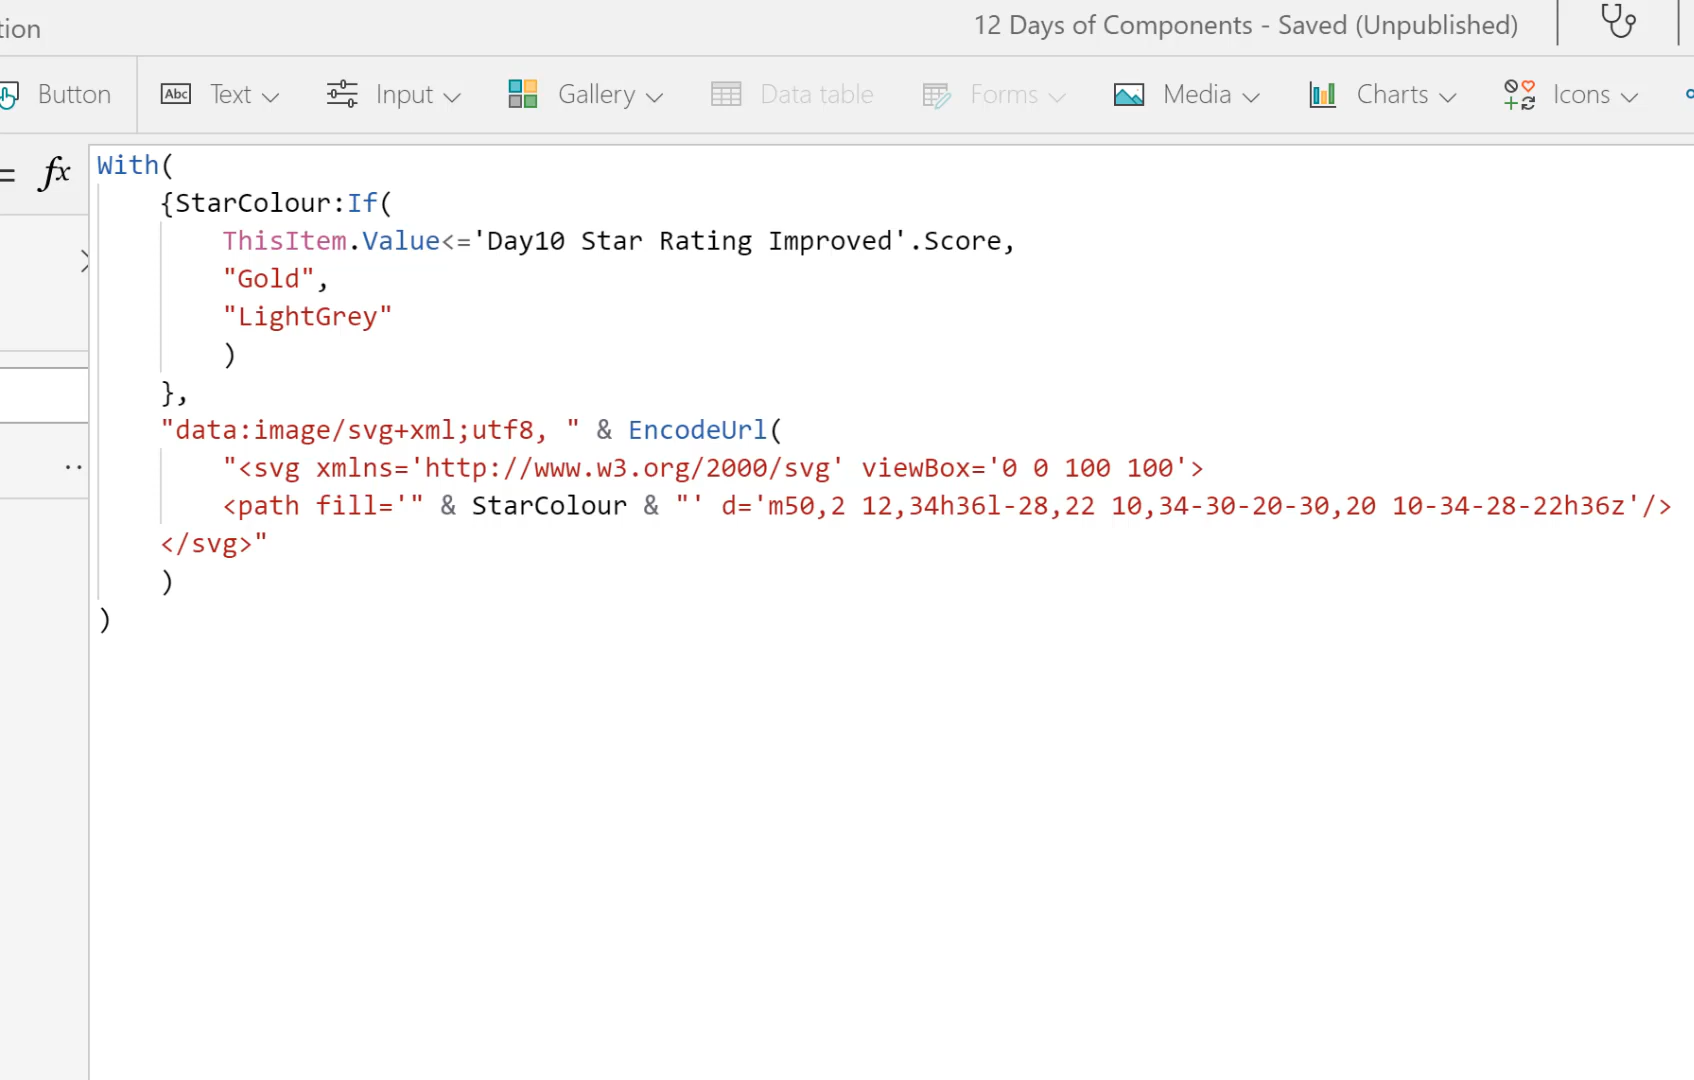 tion
12 Days of Components - Saved (Unpublished)
Button
Abc Text
Input
Gallery
Data table
Forms
Media
Charts
Icons
= fx
With(
{StarColour:If(
ThisItem.Value<='Day10 Star Rating Improved'.Score,
"Gold",
"LightGrey"
)
},
"data:image/svg+xml;utf8, " & EncodeUrl(
"<svg xmlns='http://www.w3.org/2000/svg' viewBox='0 0 100 100'>
<path fill='" & StarColour & "' d='m50,2 12,34h36l-28,22 10,34-30-20-30,20 10-34-28-22h36z'/>
</svg>"
)
)